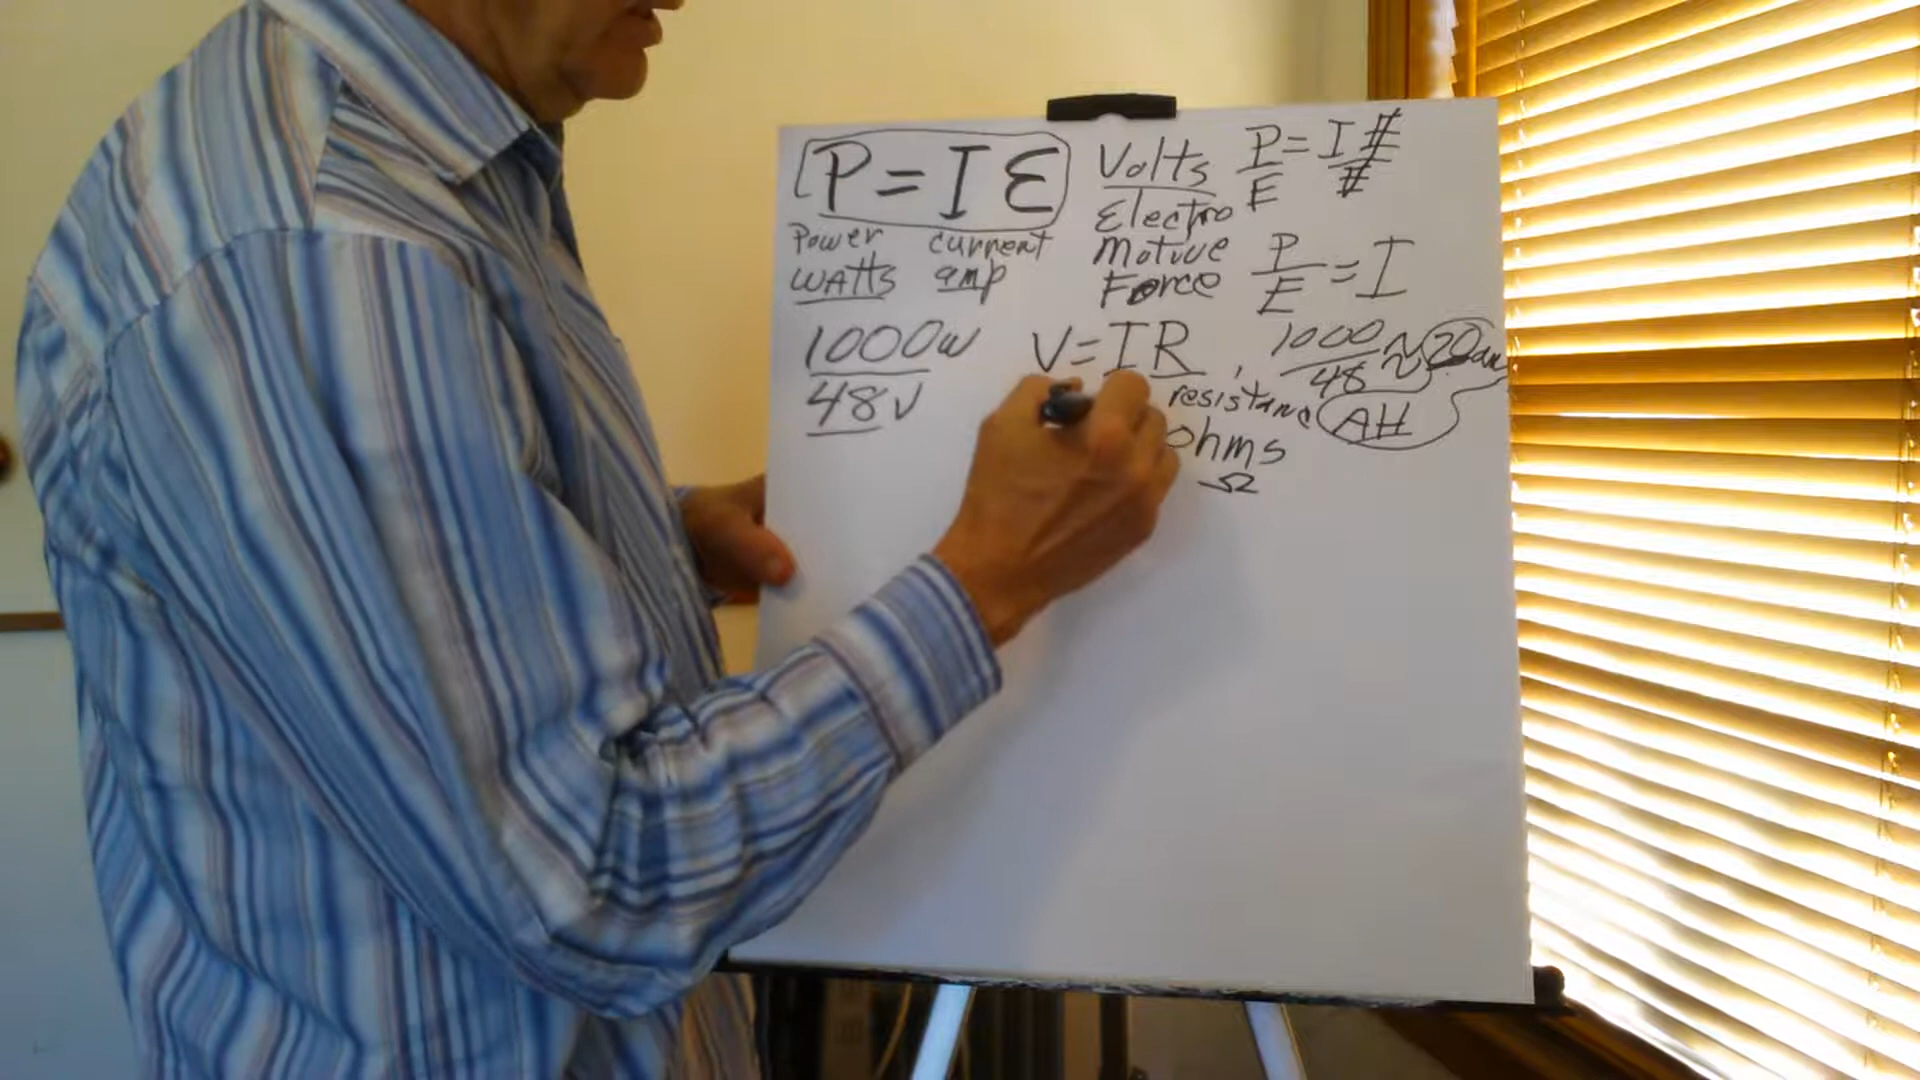 P = I E
Power current
WAtts amp
Volts
Electro
Motive
Force
P/E = I E/E
P/E = I
1000w
48V
V = IR
resistance
ohms
Ω
1000/48 ≈ 20
AH